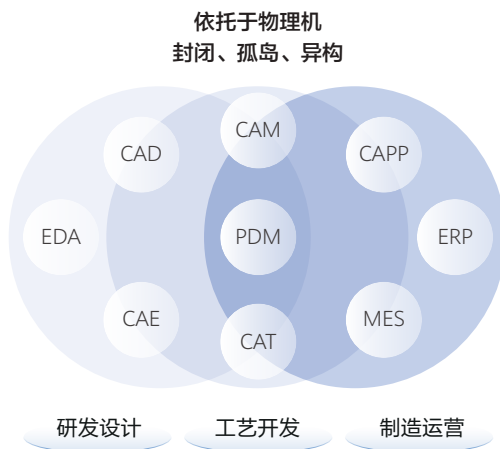 依托于物理机
封闭、孤岛、异构
CAM
CAD
CAPP
EDA
PDM
ERP
CAE
MES
CAT
研发设计
工艺开发
制造运营